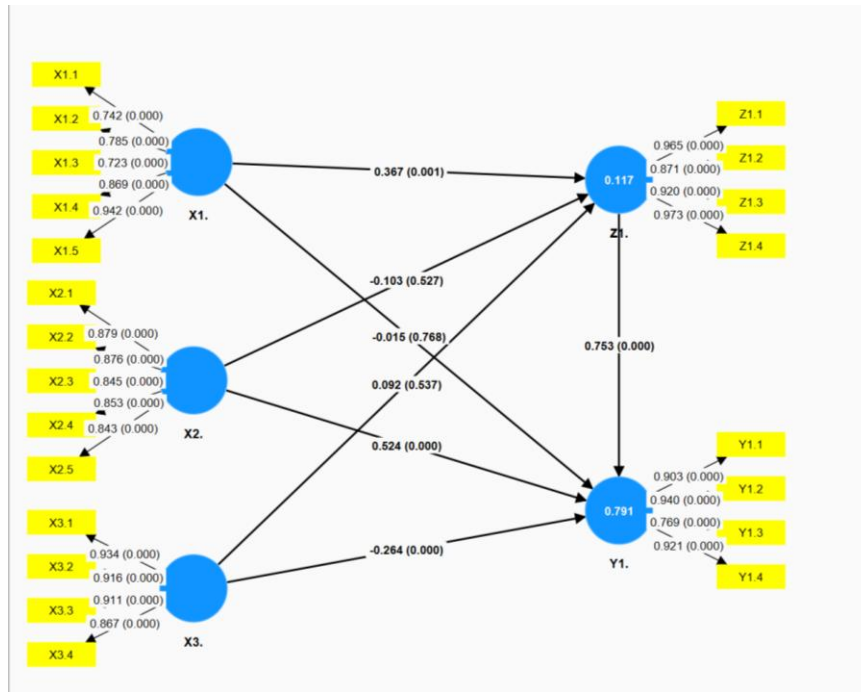 X1.1
X1.2
X1.3
X1.4
X1.5
0.742 (0.000)
0.785 (0.000)
0.723 (0.000)
0.869 (0.000)
0.942 (0.000)
X1.
X2.1
X2.2
X2.3
X2.4
X2.5
0.879 (0.000)
0.876 (0.000)
0.845 (0.000)
0.853 (0.000)
0.843 (0.000)
X2.
X3.1
X3.2
X3.3
X3.4
0.934 (0.000)
0.916 (0.000)
0.911 (0.000)
0.867 (0.000)
X3.
0.367 (0.001)
-0.103 (0.527)
-0.015 (0.768)
0.092 (0.537)
0.524 (0.000)
-0.264 (0.000)
0.753 (0.000)
0.117
Z1.
0.965 (0.000)
0.871 (0.000)
0.920 (0.000)
0.973 (0.000)
Z1.1
Z1.2
Z1.3
Z1.4
0.791
Y1.
0.903 (0.000)
0.940 (0.000)
0.769 (0.000)
0.921 (0.000)
Y1.1
Y1.2
Y1.3
Y1.4